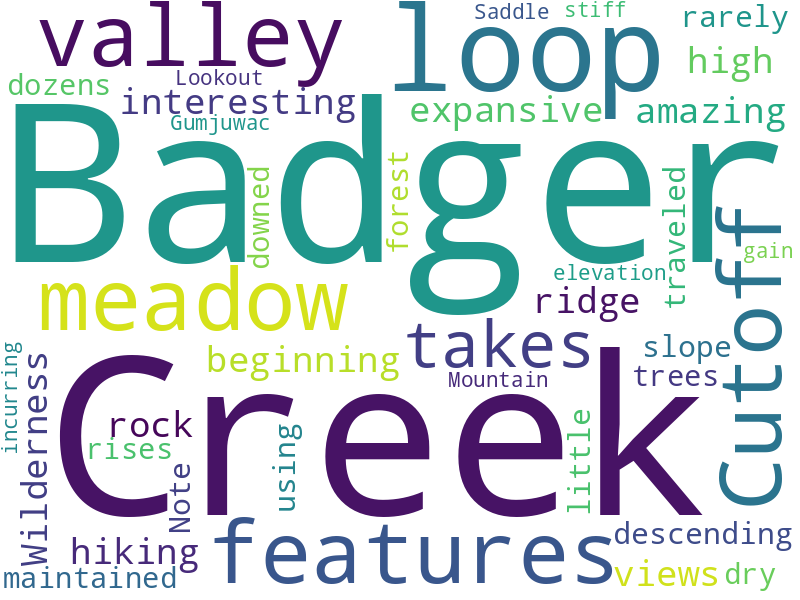 valley
loop
Saddle
stiff
rarely
dozens
Lookout
interesting
high
expansive
amazing
Gumjuwac
Badger
downed
forest
traveled
Cutoff
gain
elevation
meadow
ridge
takes
beginning
slope
Mountain
trees
incurring
Wilderness
Creek
rock
rises
Note
using
little
hiking
features
descending
maintained
views
dry